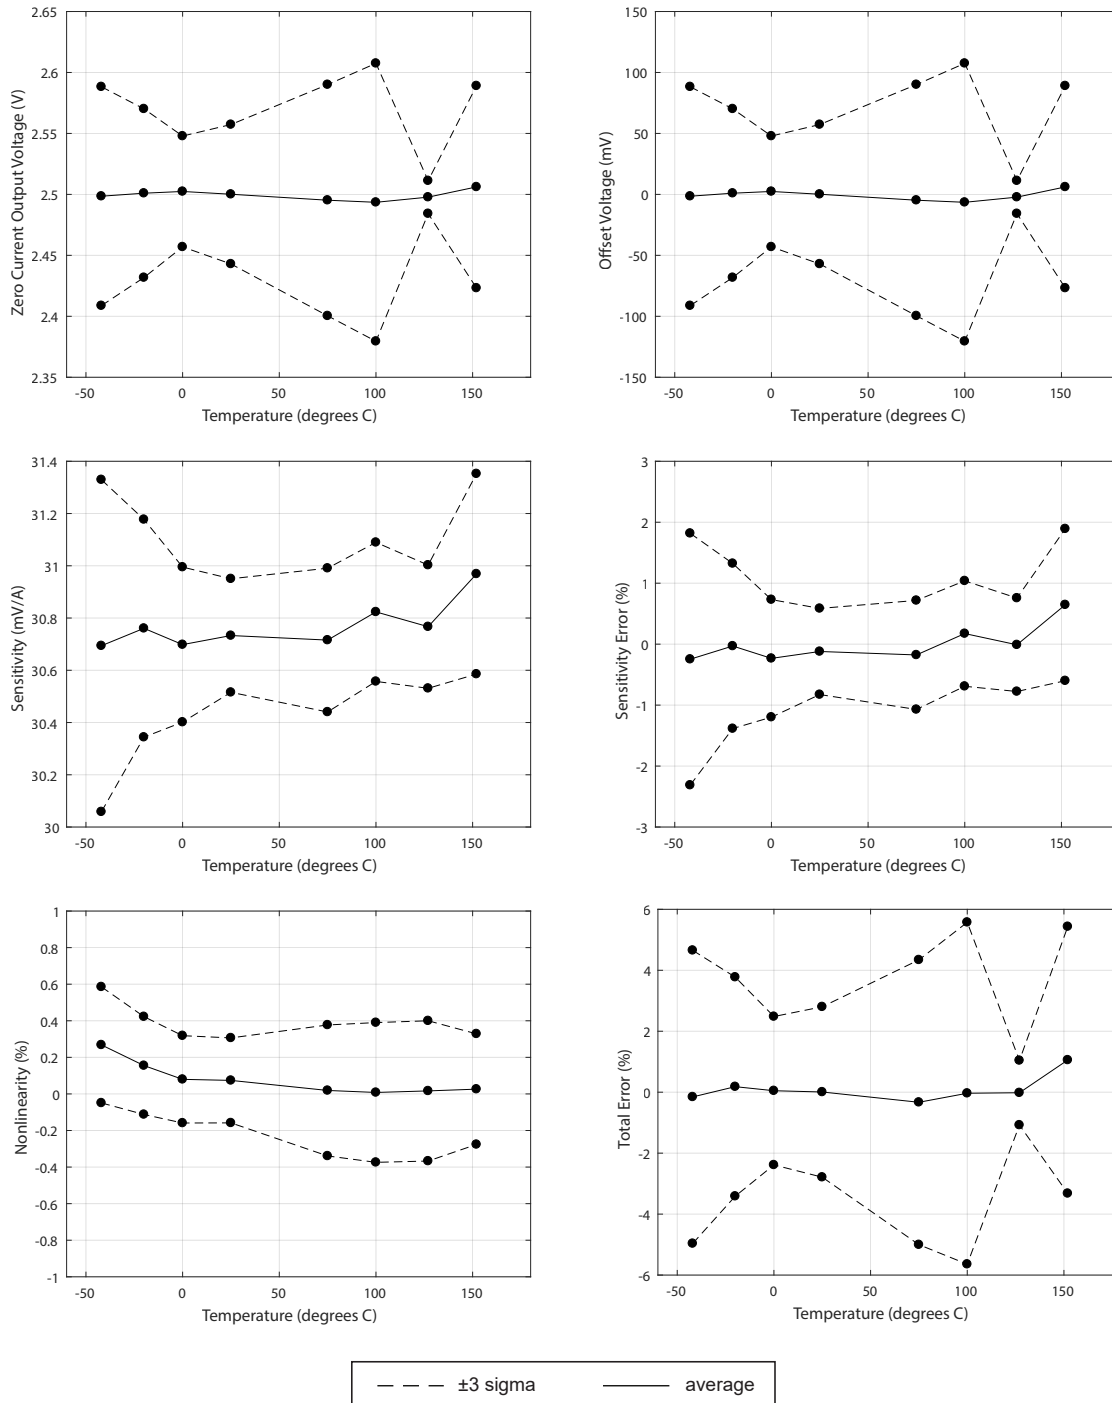 2.65
2.6
2.55
2.5
2.45
2.4
2.35
-50 0 50 100 150
Zero Current Output Voltage (V)
Temperature (degrees C)
150
100
50
0
-50
-100
-150
-50 0 50 100 150
Offset Voltage (mV)
Temperature (degrees C)
31.4
31.2
31
30.8
30.6
30.4
30.2
30
-50 0 50 100 150
Sensitivity (mV/A)
Temperature (degrees C)
3
2
1
0
-1
-2
-3
-50 0 50 100 150
Sensitivity Error (%)
Temperature (degrees C)
1
0.8
0.6
0.4
0.2
0
-0.2
-0.4
-0.6
-0.8
-1
-50 0 50 100 150
Nonlinearity (%)
Temperature (degrees C)
6
4
2
0
-2
-4
-6
-50 0 50 100 150
Total Error (%)
Temperature (degrees C)
±3 sigma average